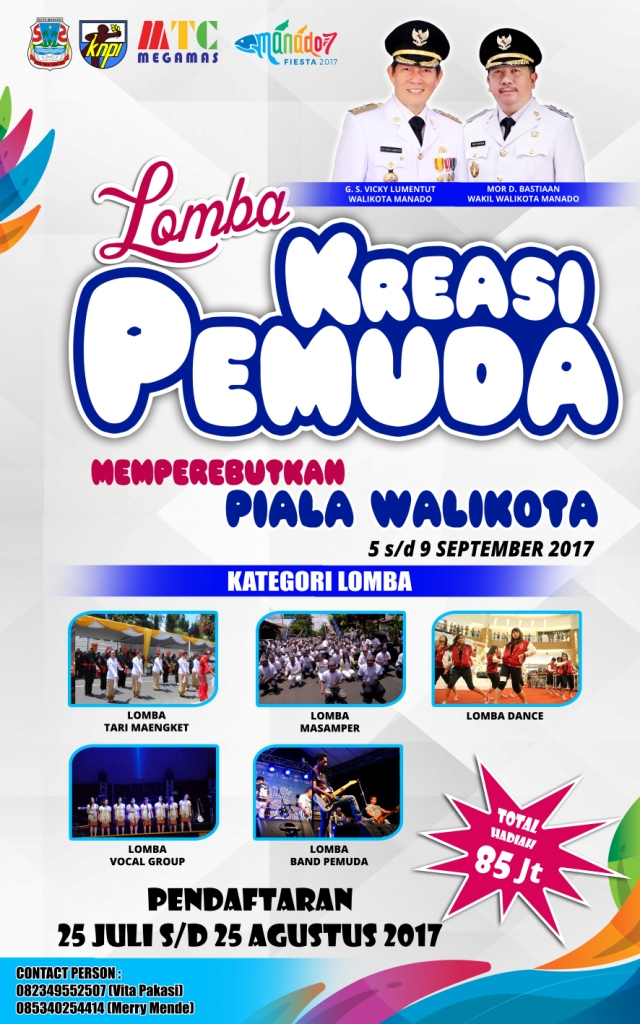 KOTA MANADO
knpi
MTC
MEGAMAS
Manado
FIESTA 2017
G. S. VICKY LUMENTUT
WALIKOTA MANADO
MOR D. BASTIAAN
WAKIL WALIKOTA MANADO
Lomba
KREASI
PEMUDA
MEMPEREBUTKAN
PIALA WALIKOTA
5 s/d 9 SEPTEMBER 2017
KATEGORI LOMBA
LOMBA
TARI MAENGKET
LOMBA
MASAMPER
LOMBA DANCE
LOMBA
VOCAL GROUP
LOMBA
BAND PEMUDA
TOTAL
HADIAH
85 Jt
PENDAFTARAN
25 JULI S/D 25 AGUSTUS 2017
CONTACT PERSON :
082349552507 (Vita Pakasi)
085340254414 (Merry Mende)